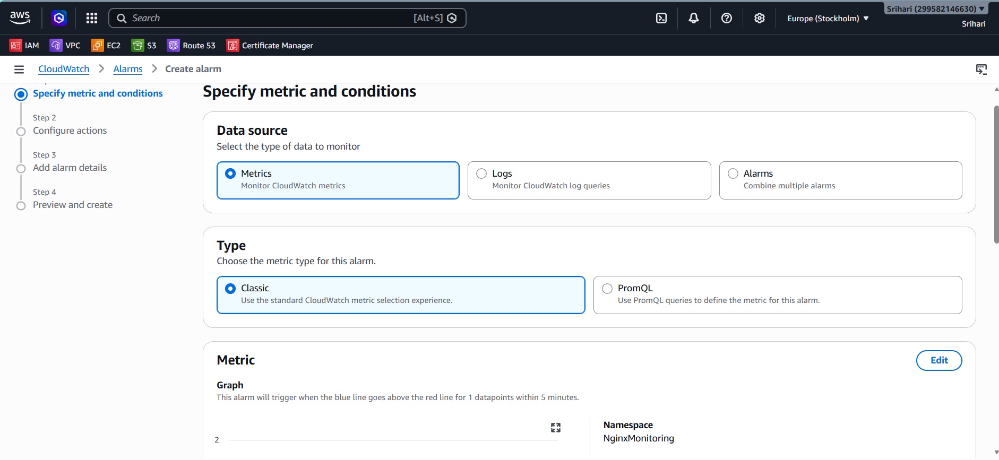 aws
Search
[Alt+S]
Europe (Stockholm)
Srihari (299582146630)
Srihari
IAM
VPC
EC2
S3
Route 53
Certificate Manager
CloudWatch
Alarms
Create alarm
Specify metric and conditions
Step 2
Configure actions
Step 3
Add alarm details
Step 4
Preview and create
Specify metric and conditions
Data source
Select the type of data to monitor
Metrics
Monitor CloudWatch metrics
Logs
Monitor CloudWatch log queries
Alarms
Combine multiple alarms
Type
Choose the metric type for this alarm.
Classic
Use the standard CloudWatch metric selection experience.
PromQL
Use PromQL queries to define the metric for this alarm.
Metric
Edit
Graph
This alarm will trigger when the blue line goes above the red line for 1 datapoints within 5 minutes.
2
Namespace
NginxMonitoring